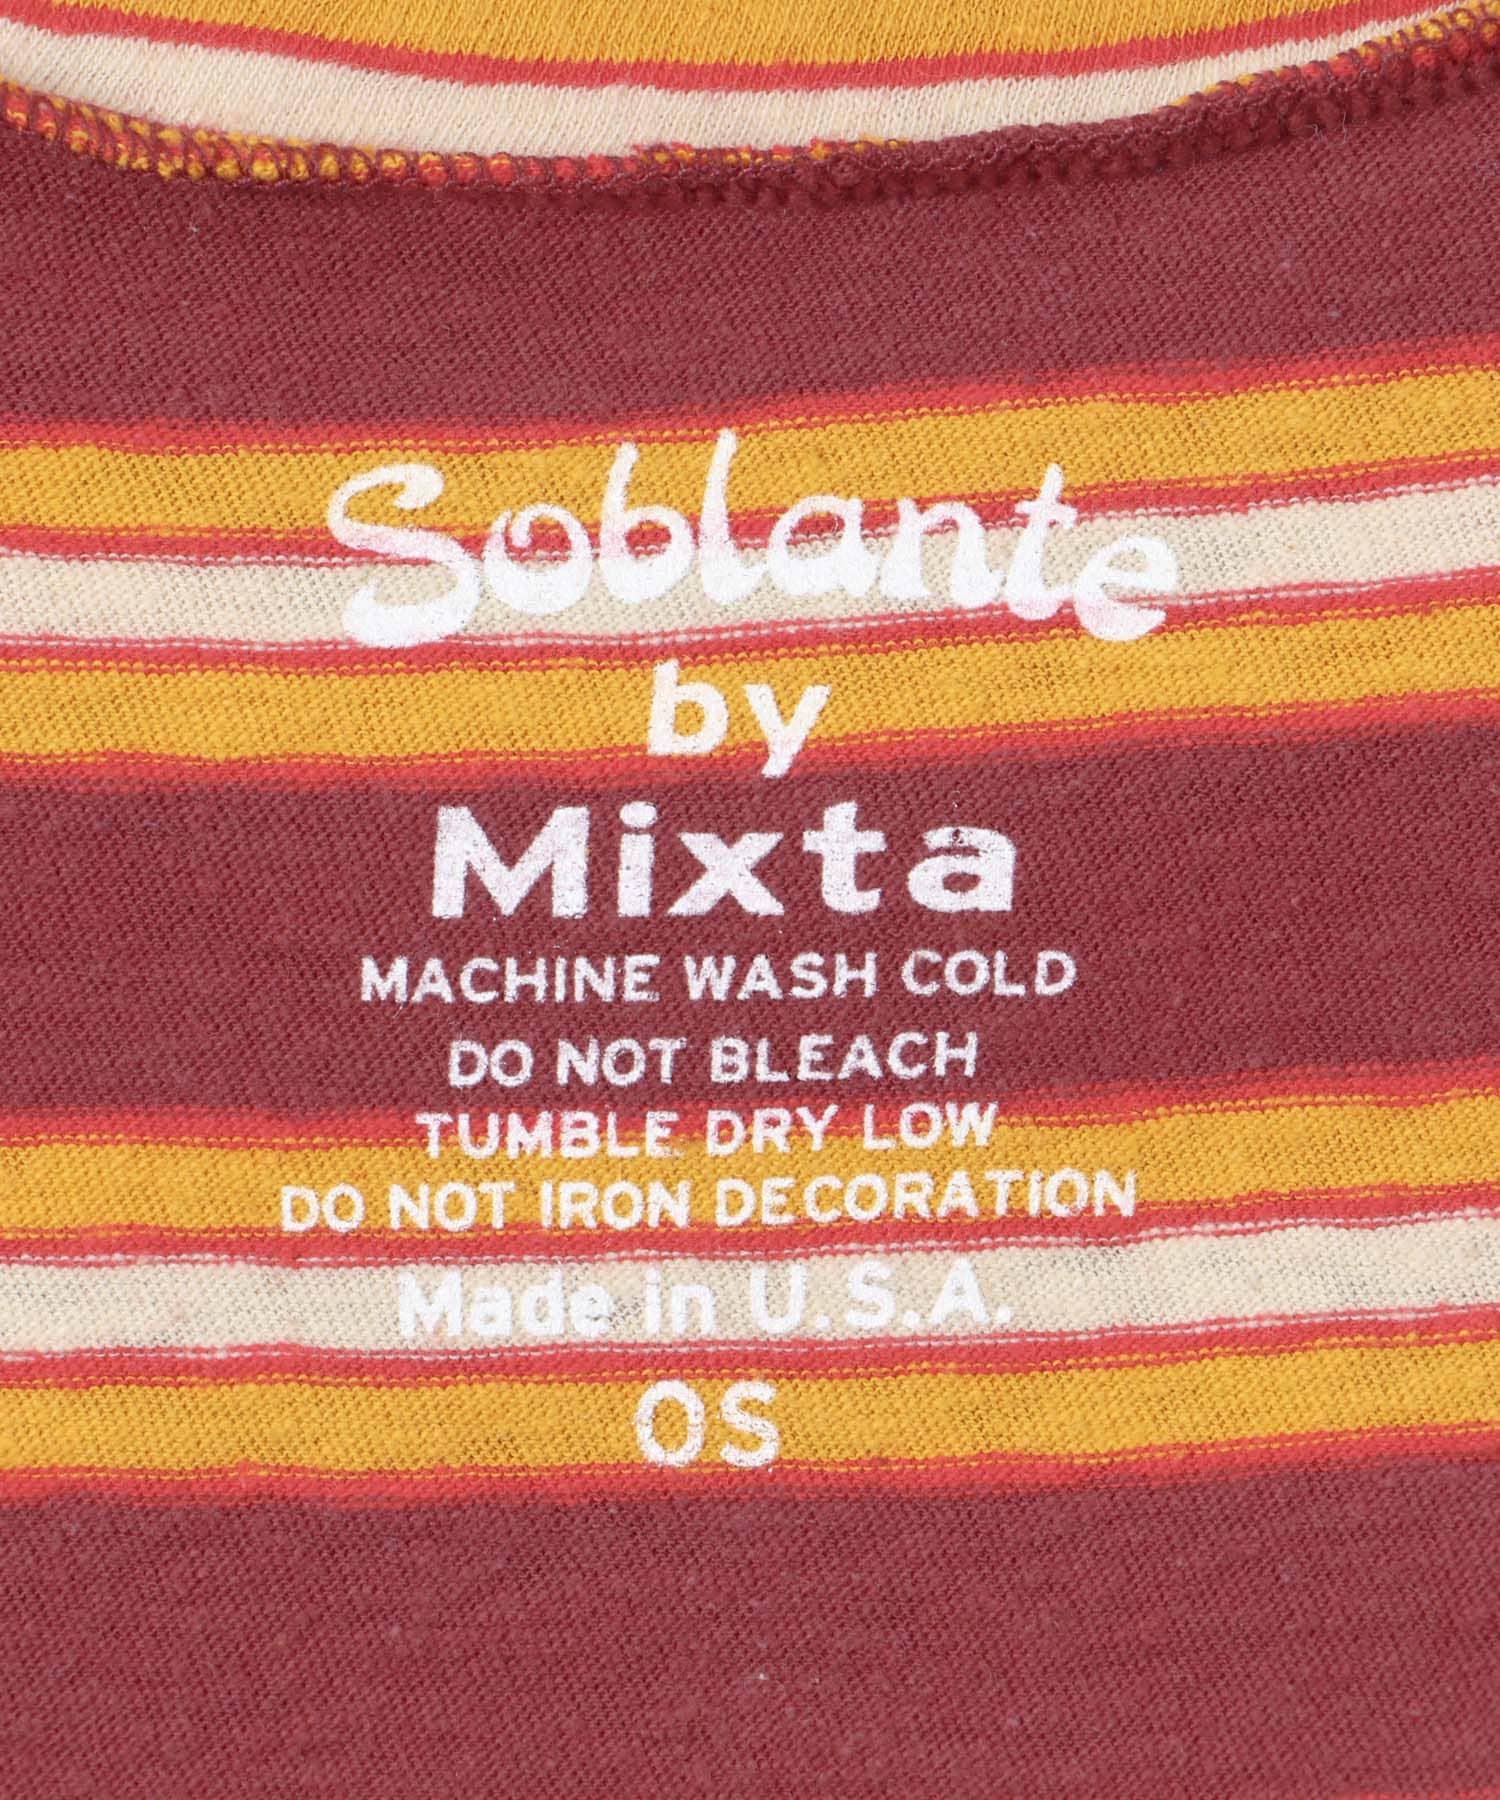 Soblante
by
Mixta
MACHINE WASH COLD
DO NOT BLEACH
TUMBLE DRY LOW
DO NOT IRON DECORATION
Made in U.S.A.
OS